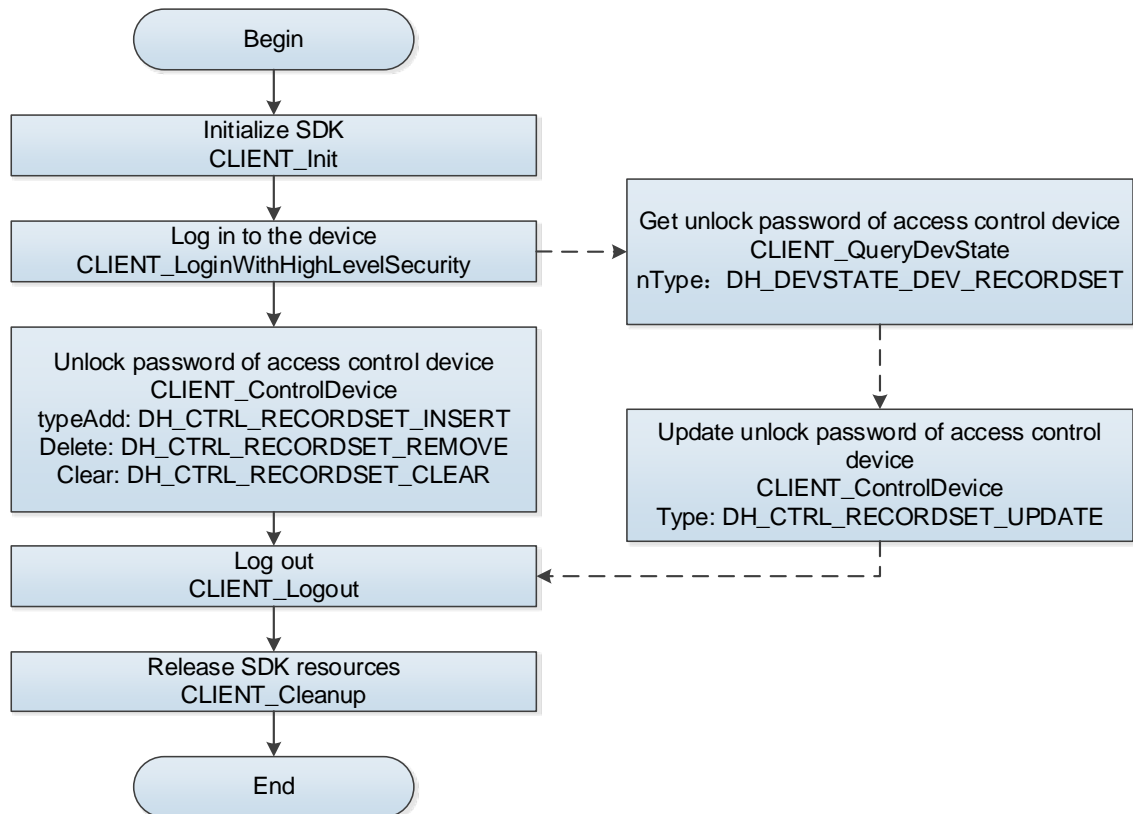 Begin
Initialize SDK
CLIENT_Init
Log in to the device
CLIENT_LoginWithHighLevelSecurity
Get unlock password of access control device
CLIENT_QueryDevState
nType：DH_DEVSTATE_DEV_RECORDSET
Unlock password of access control device
CLIENT_ControlDevice
typeAdd: DH_CTRL_RECORDSET_INSERT
Delete: DH_CTRL_RECORDSET_REMOVE
Clear: DH_CTRL_RECORDSET_CLEAR
Update unlock password of access control
device
CLIENT_ControlDevice
Type: DH_CTRL_RECORDSET_UPDATE
Log out
CLIENT_Logout
Release SDK resources
CLIENT_Cleanup
End